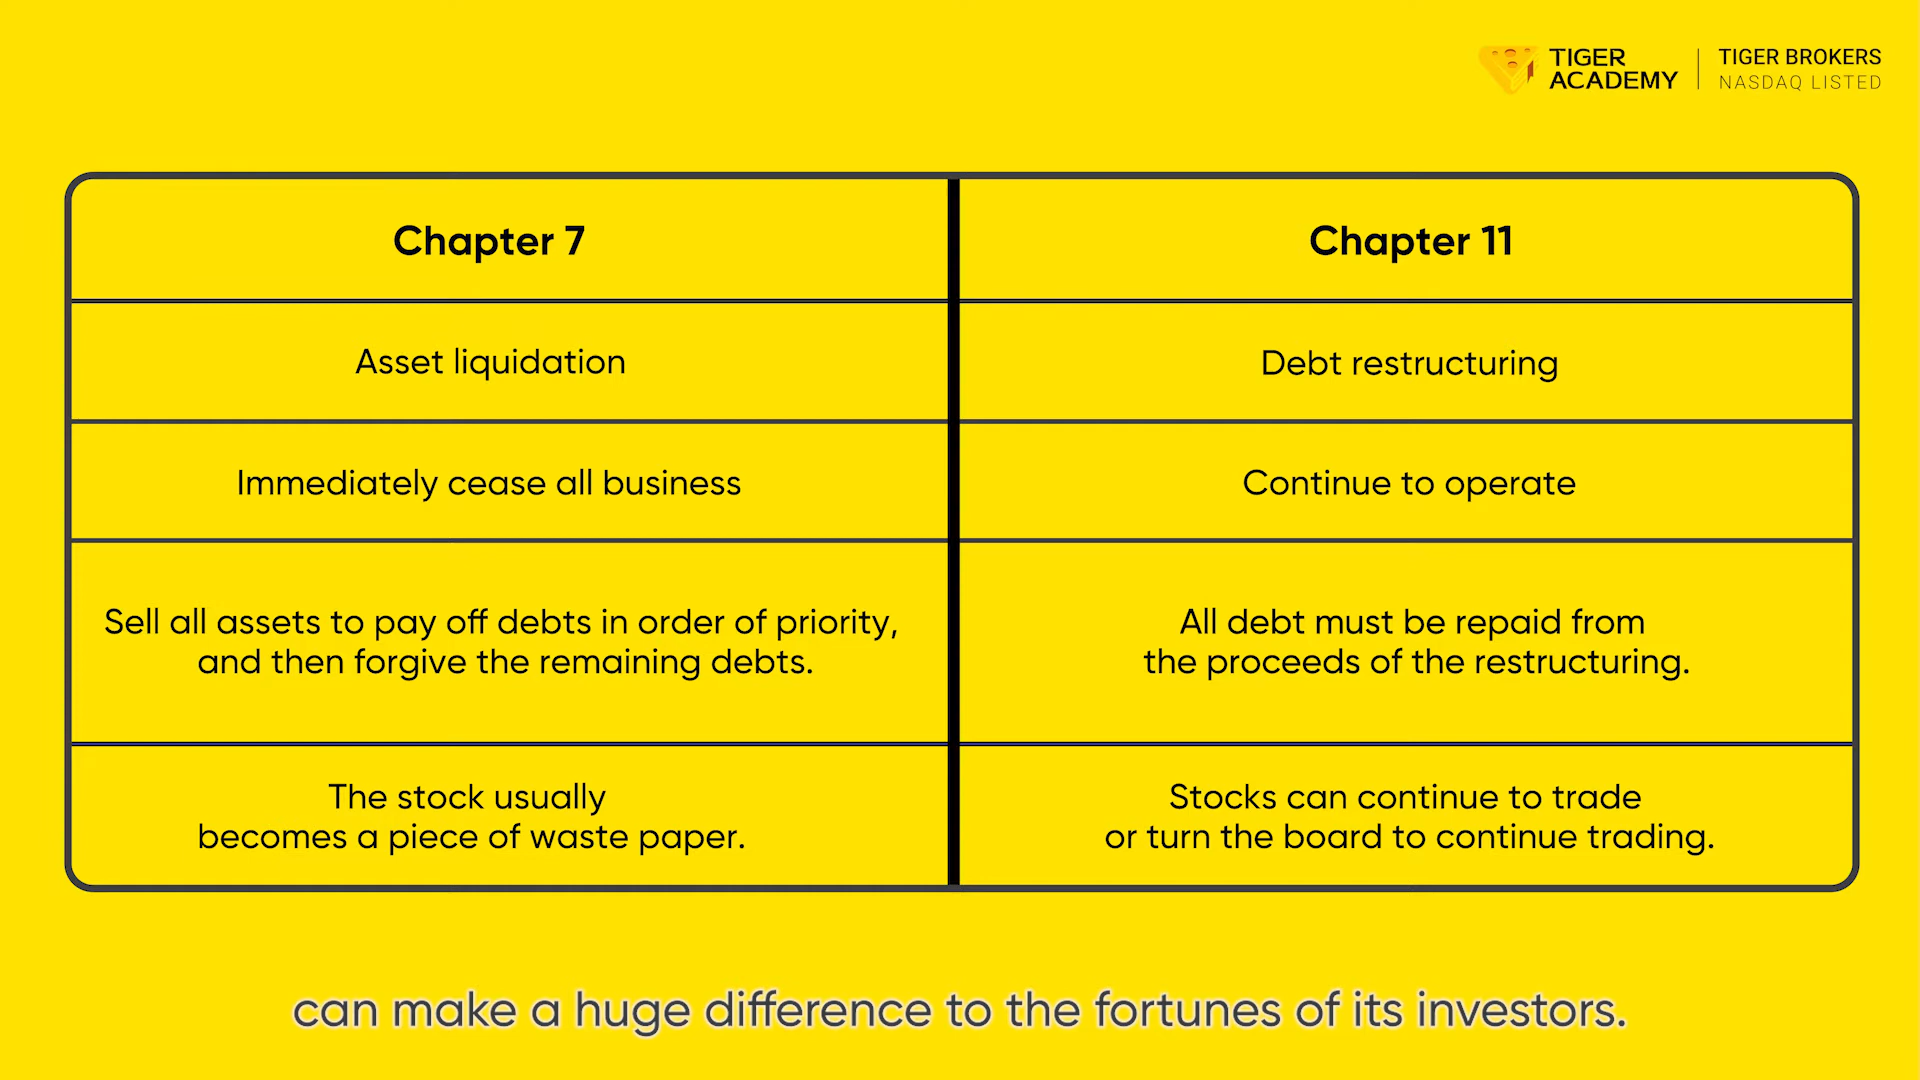 TIGER
ACADEMY
TIGER BROKERS
NASDAQ LISTED
Chapter 7
Chapter 11
Asset liquidation
Debt restructuring
Immediately cease all business
Continue to operate
Sell all assets to pay off debts in order of priority,
and then forgive the remaining debts.
All debt must be repaid from
the proceeds of the restructuring.
The stock usually
becomes a piece of waste paper.
Stocks can continue to trade
or turn the board to continue trading.
can make a huge difference to the fortunes of its investors.